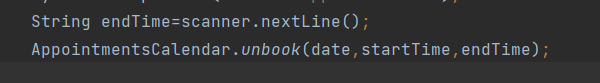 String endTime=scanner.nextLine();
AppointmentsCalendar.unbook(date,startTime,endTime);